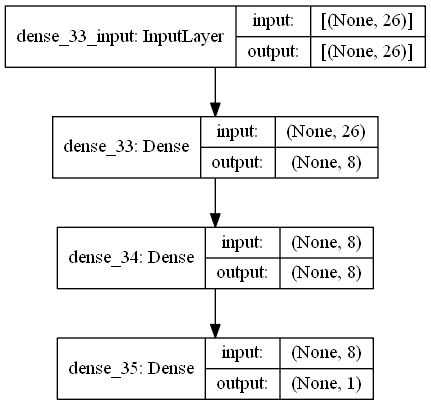 dense_33_input: InputLayer input: [(None, 26)]
output: [(None, 26)]
dense_33: Dense input: (None, 26)
output: (None, 8)
dense_34: Dense input: (None, 8)
output: (None, 8)
dense_35: Dense input: (None, 8)
output: (None, 1)